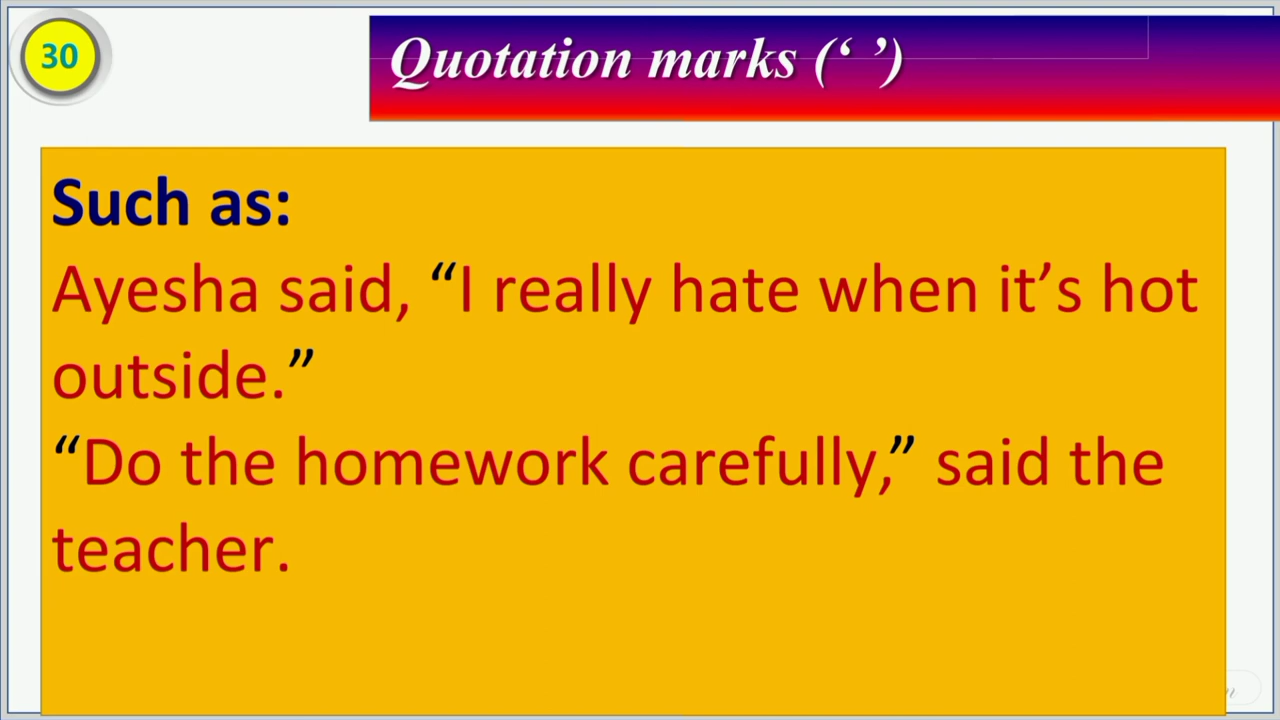 30
Quotation marks (‘ ’)
Such as:
Ayesha said, “I really hate when it’s hot
outside.”
“Do the homework carefully,” said the
teacher.